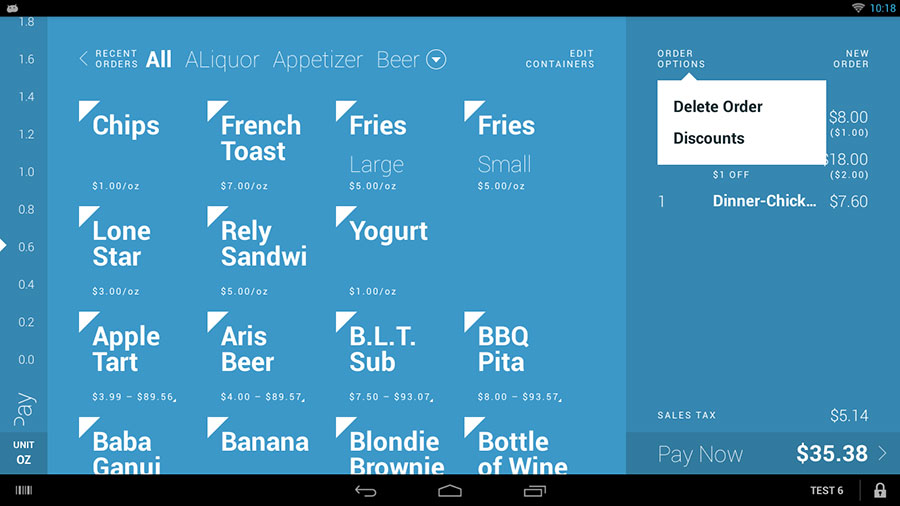 10:18
1.8
1.6
1.4
1.2
1.0
0.8
0.6
0.4
0.2
0.0
Pay
UNIT
OZ
RECENT
ORDERS
All ALiquor Appetizer Beer
EDIT
CONTAINERS
Chips
$1.00/oz
French
Toast
$7.00/oz
Fries
Large
$5.00/oz
Fries
Small
$5.00/oz
Lone
Star
$3.00/oz
Rely
Sandwi
$5.00/oz
Yogurt
$1.00/oz
Apple
Tart
$3.99 – $89.56
Aris
Beer
$4.00 – $89.57
B.L.T.
Sub
$7.50 – $93.07
BBQ
Pita
$8.00 – $93.57
Baba
Ganui
Banana
Blondie
Brownie
Bottle
of Wine
ORDER
OPTIONS
NEW
ORDER
Delete Order
Discounts
$8.00
($1.00)
$18.00
$1 OFF ($2.00)
1 Dinner-Chick... $7.60
SALES TAX $5.14
Pay Now $35.38
TEST 6